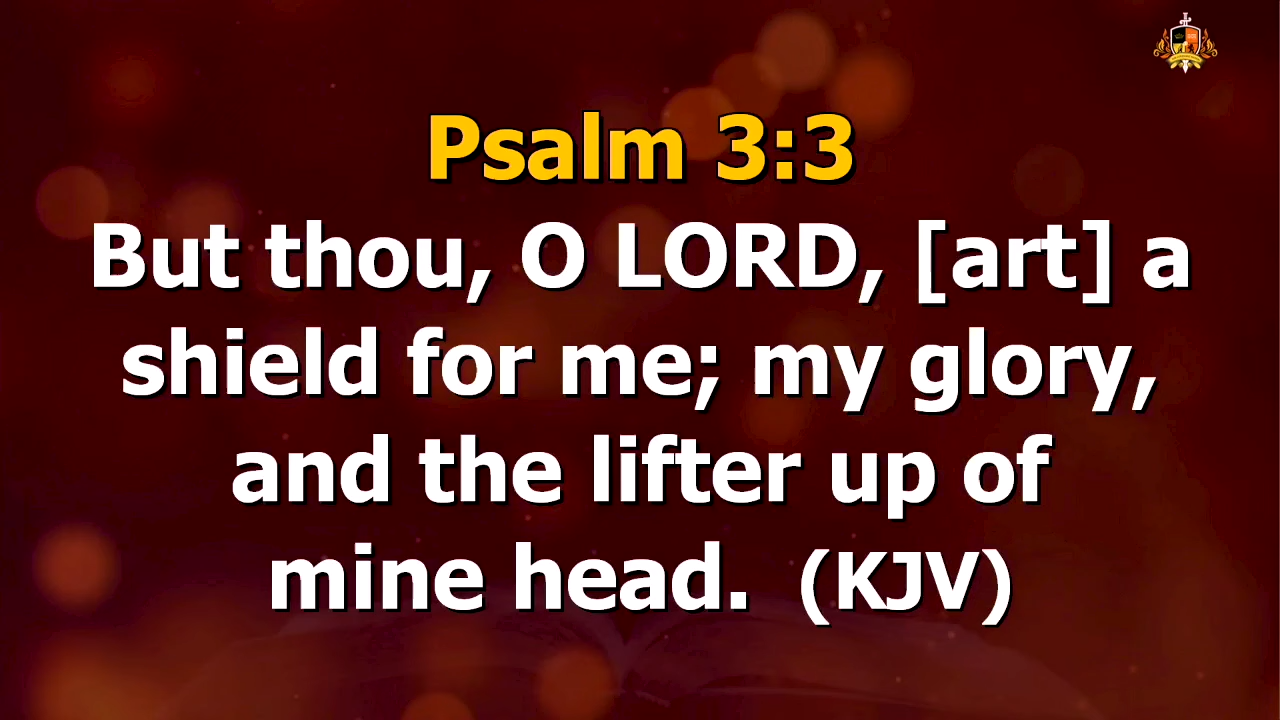 Psalm 3:3
But thou, O LORD, [art] a
shield for me; my glory,
and the lifter up of
mine head.  (KJV)